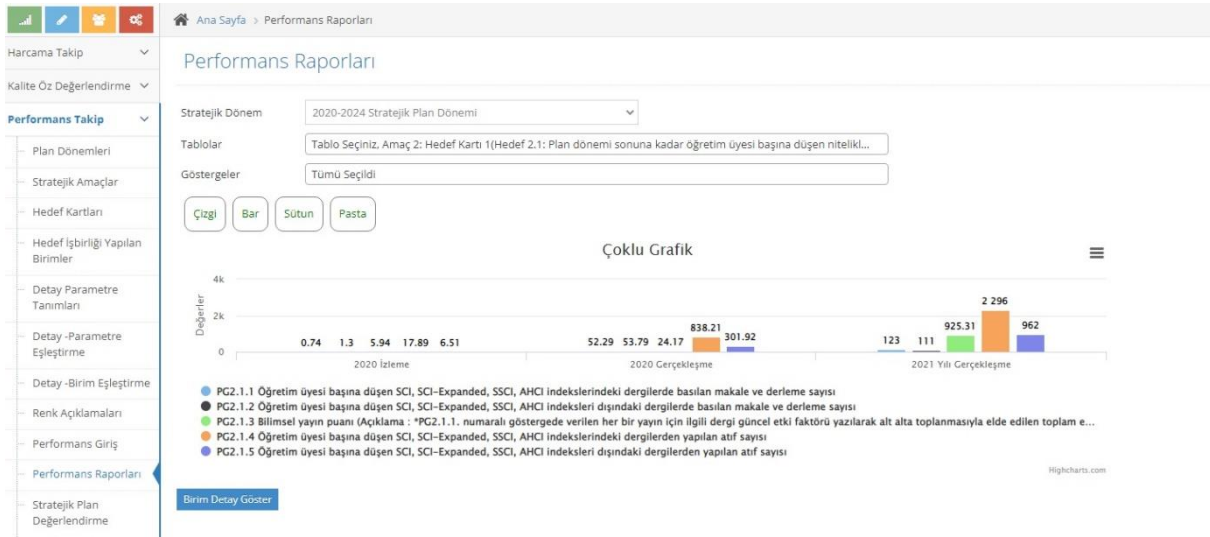 Ana Sayfa > Performans Raporları
Harcama Takip
Kalite Öz Değerlendirme
Performans Takip
Plan Dönemleri
Stratejik Amaçlar
Hedef Kartları
Hedef İşbirliği Yapılan
Birimler
Detay Parametre
Tanımları
Detay -Parametre
Eşleştirme
Detay -Birim Eşleştirme
Renk Açıklamaları
Performans Giriş
Performans Raporları
Stratejik Plan
Değerlendirme
Performans Raporları
Stratejik Dönem
2020-2024 Stratejik Plan Dönemi
Tablolar
Tablo Seçiniz, Amaç 2: Hedef Kartı 1(Hedef 2.1: Plan dönemi sonuna kadar öğretim üyesi başına düşen nitelikl...
Göstergeler
Tümü Seçildi
Çizgi Bar Sütun Pasta
Çoklu Grafik
Değerler
4k
2k
0
0.74 1.3 5.94 17.89 6.51
52.29 53.79 24.17 838.21 301.92
123 111 925.31 2 296 962
2020 İzleme 2020 Gerçekleşme 2021 Yılı Gerçekleşme
PG2.1.1 Öğretim üyesi başına düşen SCI, SCI-Expanded, SSCI, AHCI indekslerindeki dergilerde basılan makale ve derleme sayısı
PG2.1.2 Öğretim üyesi başına düşen SCI, SCI-Expanded, SSCI, AHCI indeksleri dışındaki dergilerde basılan makale ve derleme sayısı
PG2.1.3 Bilimsel yayın puanı (Açıklama : *PG2.1.1. numaralı göstergede verilen her bir yayın için ilgili dergi güncel etki faktörü yazılarak alt alta toplanmasıyla elde edilen toplam e...
PG2.1.4 Öğretim üyesi başına düşen SCI, SCI-Expanded, SSCI, AHCI indekslerindeki dergilerden yapılan atıf sayısı
PG2.1.5 Öğretim üyesi başına düşen SCI, SCI-Expanded, SSCI, AHCI indeksleri dışındaki dergilerden yapılan atıf sayısı
Highcharts.com
Birim Detay Göster